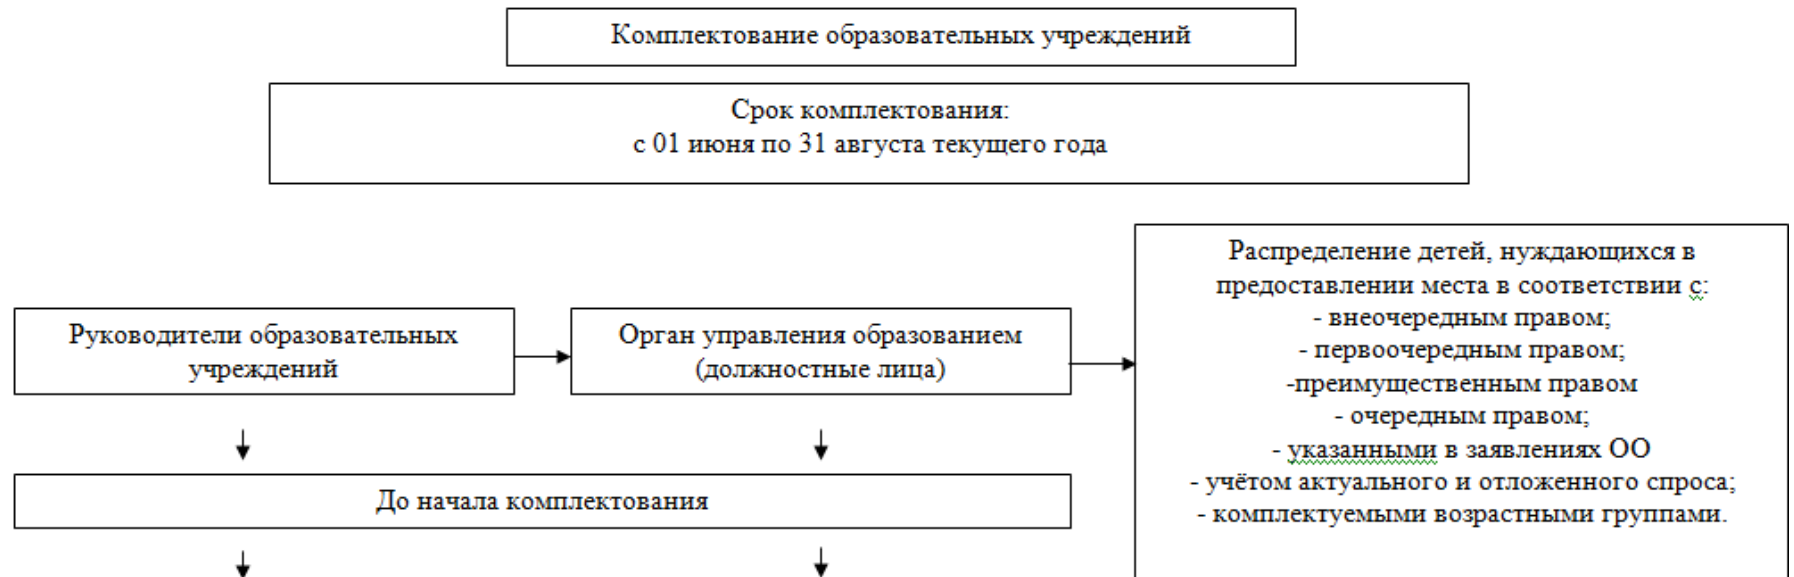 Комплектование образовательных учреждений
Срок комплектования:
с 01 июня по 31 августа текущего года
Руководители образовательных
учреждений
Орган управления образованием
(должностные лица)
Распределение детей, нуждающихся в
предоставлении места в соответствии с:
- внеочередным правом;
- первоочередным правом;
-преимущественным правом
- очередным правом;
- указанными в заявлениях ОО
- учётом актуального и отложенного спроса;
- комплектуемыми возрастными группами.
До начала комплектования